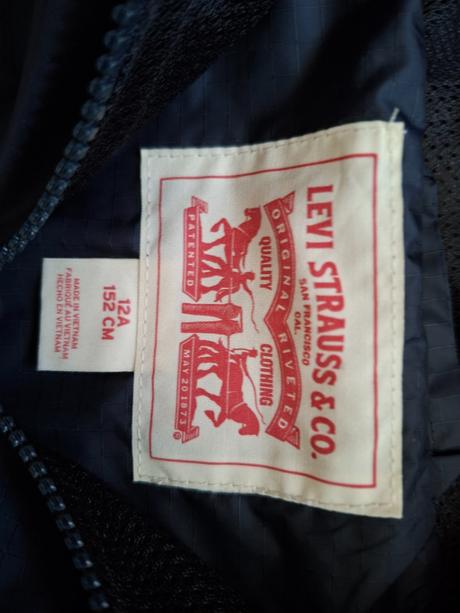 LEVI STRAUSS & CO.
SAN FRANCISCO
CAL.
ORIGINAL RIVETED
QUALITY CLOTHING
PATENTED
MAY 20 1873
®
12A
152 CM
MADE IN VIETNAM
FABRIQUÉ AU VIETNAM
HECHO EN VIETNAM